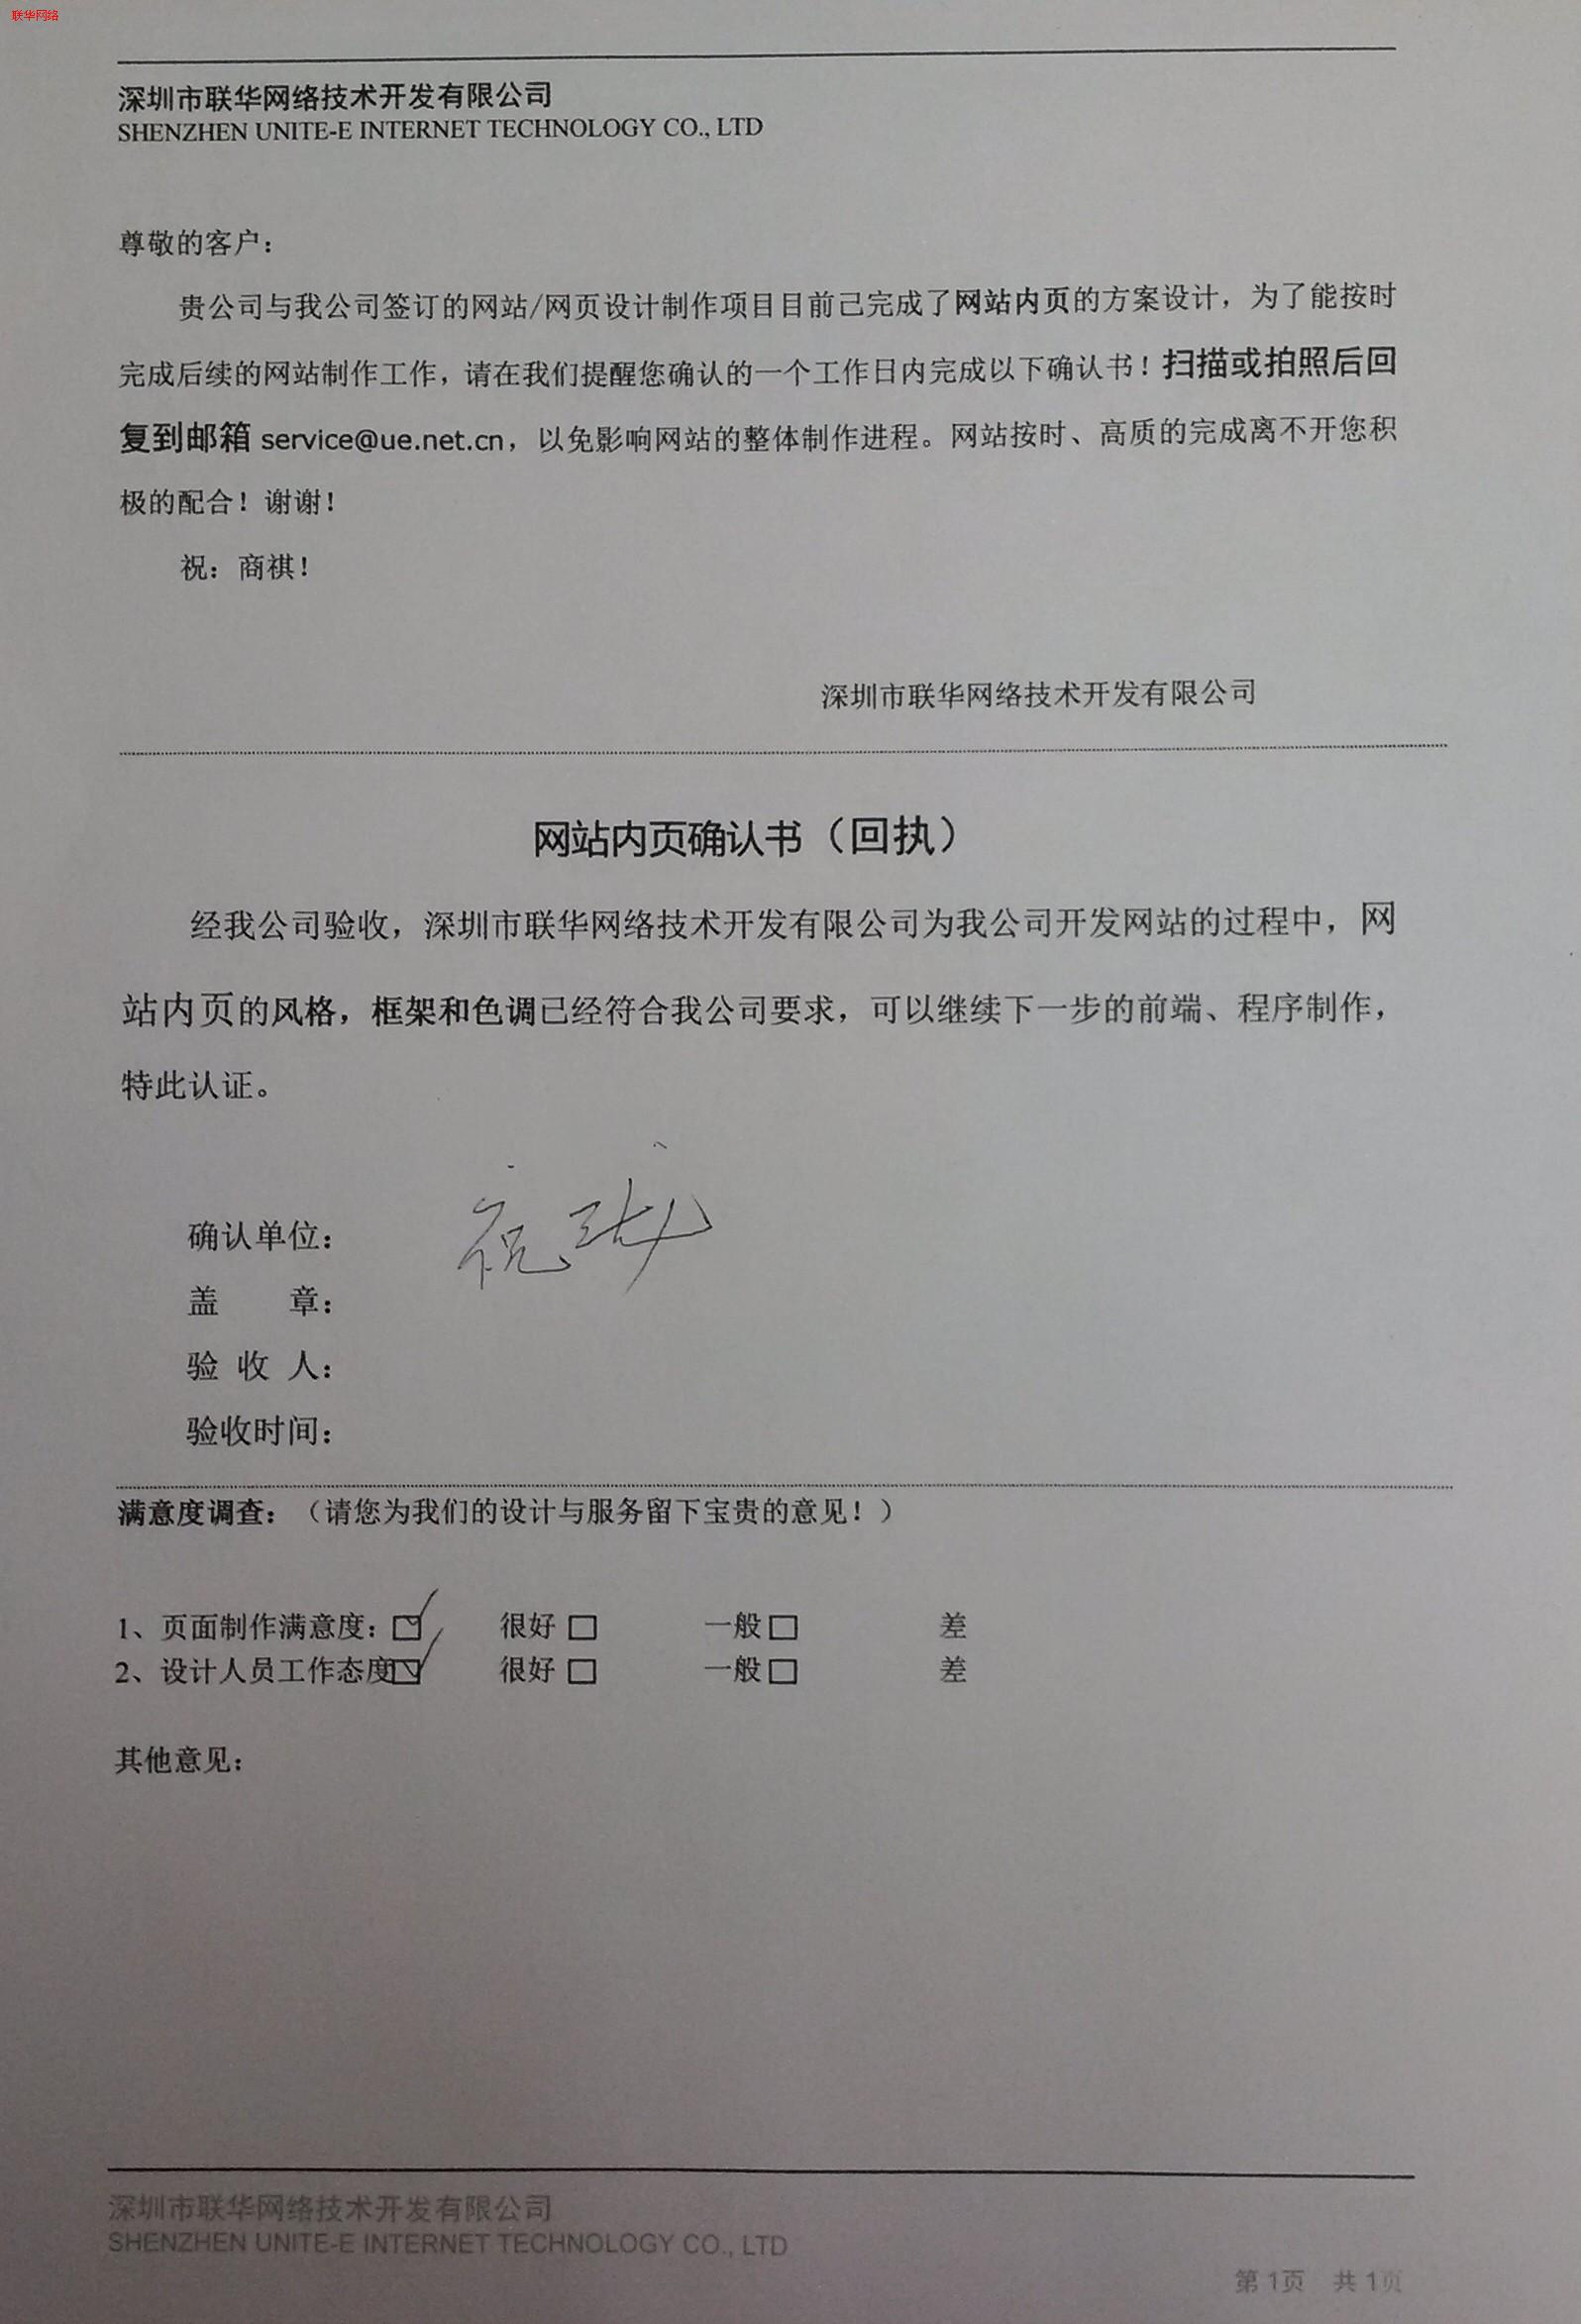 联华网络
深圳市联华网络技术开发有限公司
SHENZHEN UNITE-E INTERNET TECHNOLOGY CO., LTD
尊敬的客户：
贵公司与我公司签订的网站/网页设计制作项目目前己完成了网站内页的方案设计，为了能按时
完成后续的网站制作工作，请在我们提醒您确认的一个工作日内完成以下确认书！扫描或拍照后回
复到邮箱 service@ue.net.cn，以免影响网站的整体制作进程。网站按时、高质的完成离不开您积
极的配合！谢谢！
祝：商祺！
深圳市联华网络技术开发有限公司
网站内页确认书（回执）
经我公司验收，深圳市联华网络技术开发有限公司为我公司开发网站的过程中，网
站内页的风格，框架和色调已经符合我公司要求，可以继续下一步的前端、程序制作，
特此认证。
确认单位：
盖 章：
验 收 人：
验收时间：
满意度调查：（请您为我们的设计与服务留下宝贵的意见！）
1、页面制作满意度：☑ 很好 □ 一般 □ 差
2、设计人员工作态度☑ 很好 □ 一般 □ 差
其他意见：
深圳市联华网络技术开发有限公司
SHENZHEN UNITE-E INTERNET TECHNOLOGY CO., LTD
第 1页 共 1页